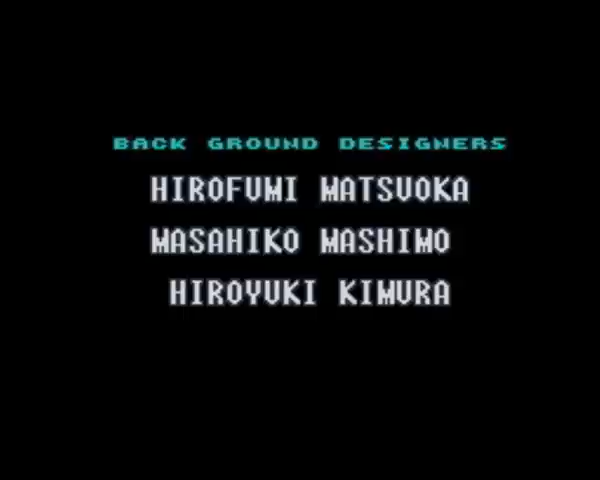 BACK GROUND DESIGNERS
HIROFUMI MATSUOKA
MASAHIKO MASHIMO
HIROYUKI KIMURA